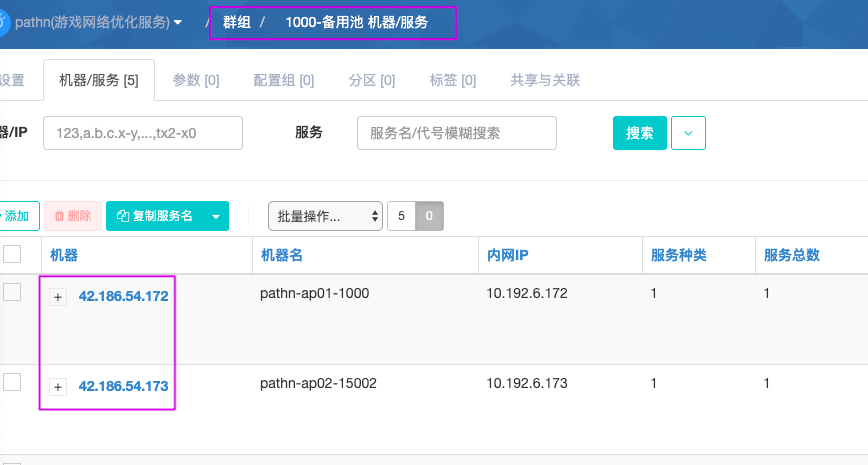 pathn(游戏网络优化服务) / 群组 / 1000-备用池 机器/服务
设置 机器/服务 [5] 参数 [0] 配置组 [0] 分区 [0] 标签 [0] 共享与关联
器/IP 123,a.b.c.x-y,...,tx2-x0 服务 服务名/代号模糊搜索 搜索
添加 删除 复制服务名 批量操作... 5 0
机器 机器名 内网IP 服务种类 服务总数
+ 42.186.54.172 pathn-ap01-1000 10.192.6.172 1 1
+ 42.186.54.173 pathn-ap02-15002 10.192.6.173 1 1